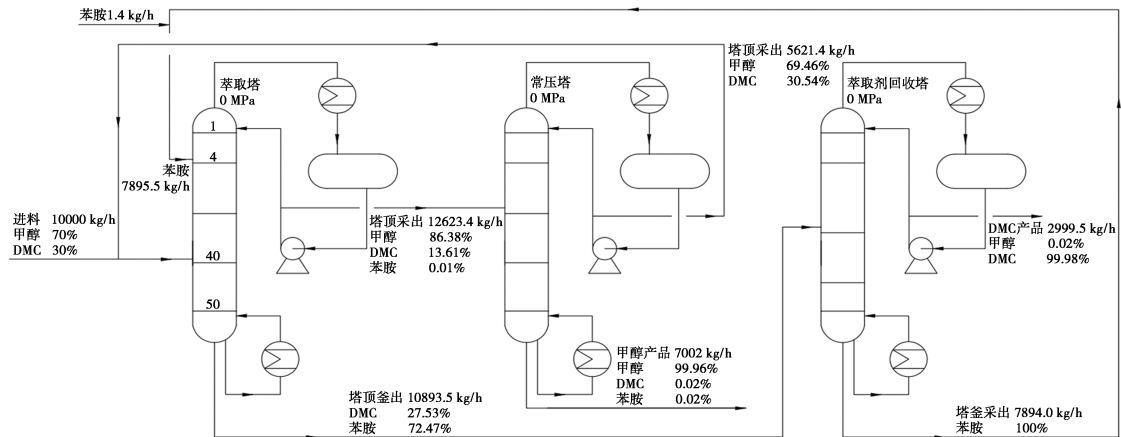 苯胺1.4 kg/h
萃取塔
0 MPa
1
4
40
50
苯胺
7895.5 kg/h
进料 10000 kg/h
甲醇 70%
DMC 30%
塔顶采出 12623.4 kg/h
甲醇 86.38%
DMC 13.61%
苯胺 0.01%
塔顶釜出 10893.5 kg/h
DMC 27.53%
苯胺 72.47%
常压塔
0 MPa
塔顶采出 5621.4 kg/h
甲醇 69.46%
DMC 30.54%
甲醇产品 7002 kg/h
甲醇 99.96%
DMC 0.02%
苯胺 0.02%
萃取剂回收塔
0 MPa
DMC产品 2999.5 kg/h
甲醇 0.02%
DMC 99.98%
塔釜采出 7894.0 kg/h
苯胺 100%